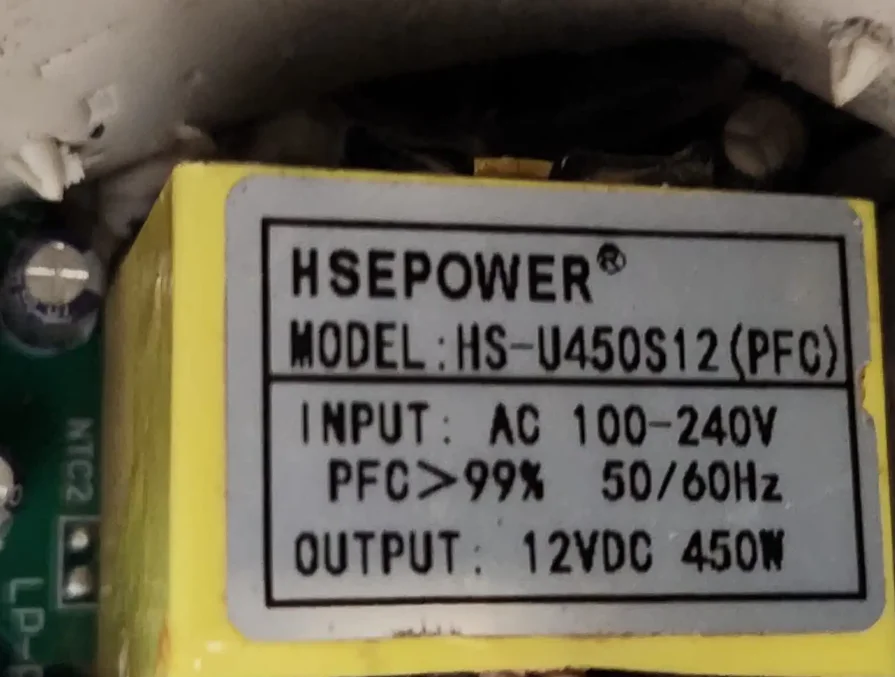 HSEPOWER®
MODEL:HS-U450S12(PFC)
INPUT: AC 100-240V
PFC>99% 50/60Hz
OUTPUT: 12VDC 450W
NTC2